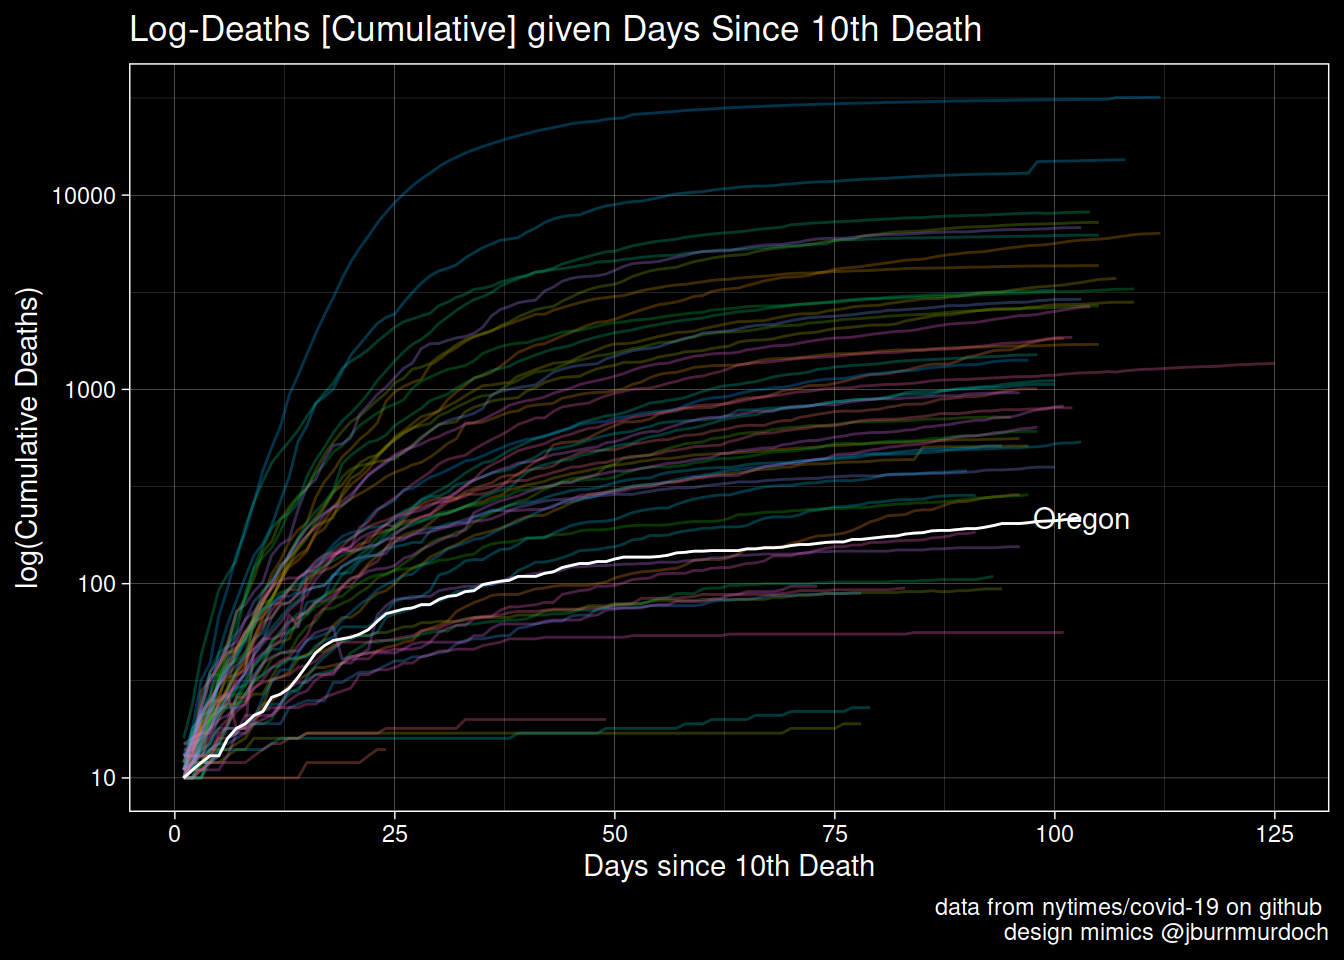 Log-Deaths [Cumulative] given Days Since 10th Death
log(Cumulative Deaths)
10000
1000
100
10
Oregon
0 25 50 75 100 125
Days since 10th Death
data from nytimes/covid-19 on github
design mimics @jburnmurdoch